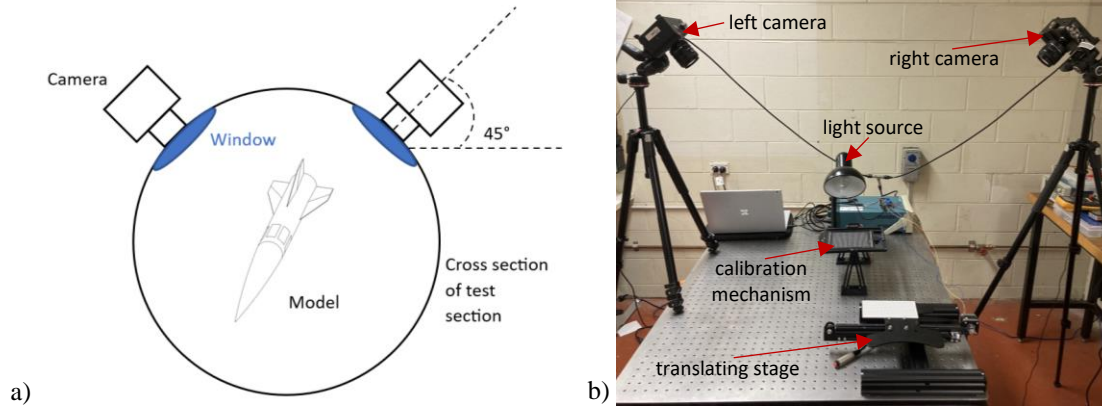 Camera
Window
45°
Model
Cross section
of test
section
a)
left camera
right camera
light source
calibration
mechanism
translating stage
b)